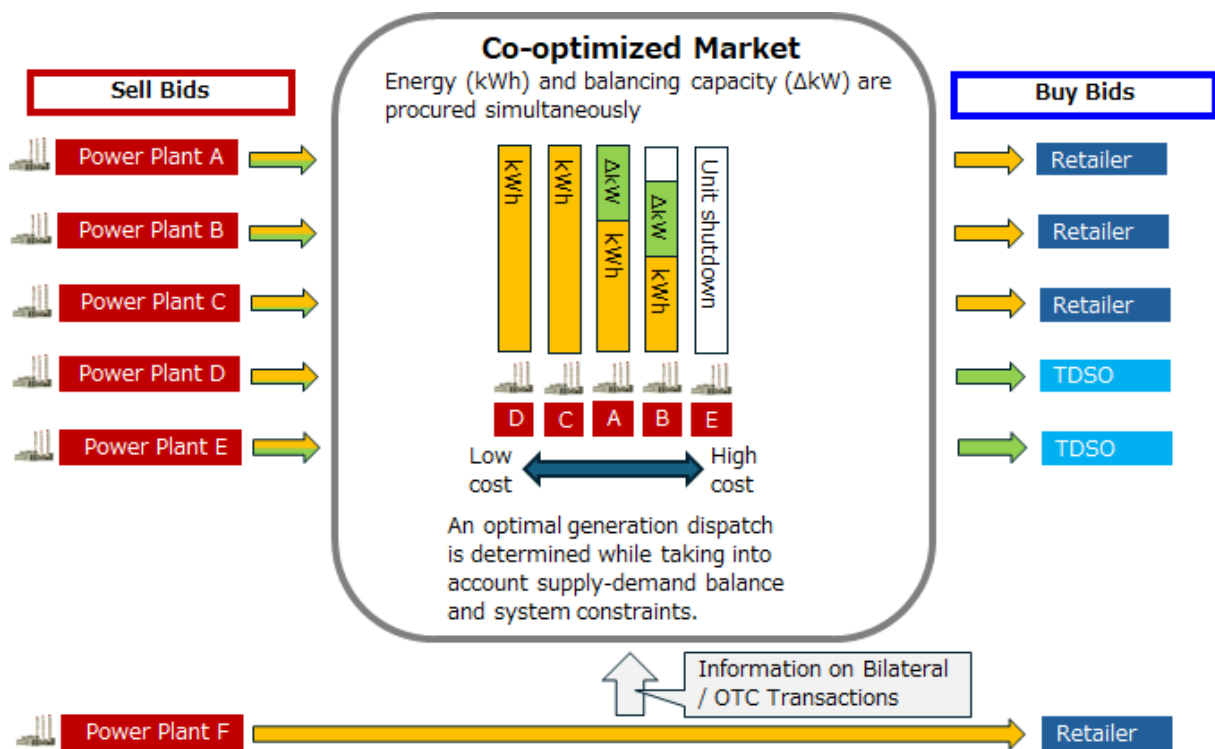 Co-optimized Market
Energy (kWh) and balancing capacity (ΔkW) are
procured simultaneously
Sell Bids
Buy Bids
Power Plant A
Retailer
Power Plant B
Retailer
Power Plant C
Retailer
Power Plant D
TDSO
Power Plant E
TDSO
kWh
kWh
ΔkW
kWh
ΔkW
kWh
Unit shutdown
D
C
A
B
E
Low
cost
High
cost
An optimal generation dispatch
is determined while taking into
account supply-demand balance
and system constraints.
Information on Bilateral
/ OTC Transactions
Power Plant F
Retailer